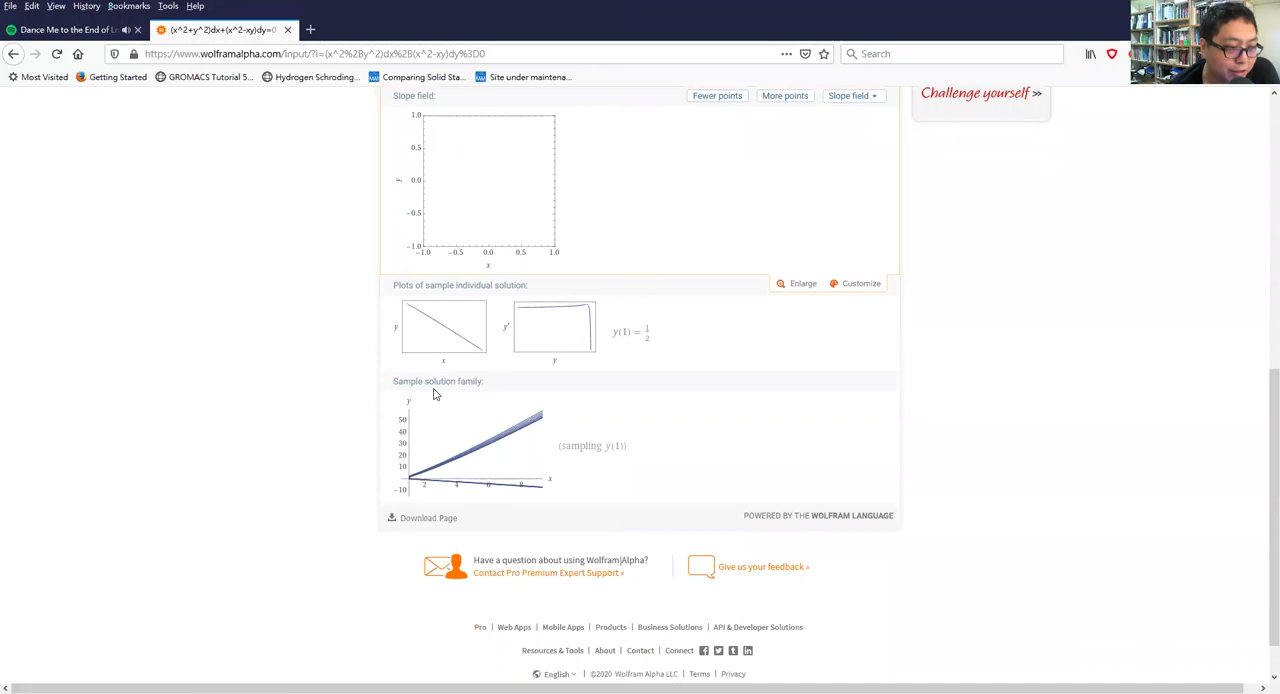 File Edit View History Bookmarks Tools Help
Dance Me to the End of L
(x^2+y^2)dx+(x^2-xy)dy=0
https://www.wolframalpha.com/input/?i=(x^2%2By^2)dx%2B(x^2-xy)dy%3D0
Search
Most Visited Getting Started GROMACS Tutorial 5... Hydrogen Schroding... Comparing Solid Sta... Site under maintena...
Challenge yourself >>
Slope field:
Fewer points More points Slope field
1.0
0.5
y 0.0
-0.5
-1.0
-1.0 -0.5 0.0 0.5 1.0
x
Enlarge Customize
Plots of sample individual solution:
y
x
y'
y
y(1) = 1/2
Sample solution family:
y
50
40
30
20
10
-10
2 4 6 8 x
(sampling y(1))
Download Page
POWERED BY THE WOLFRAM LANGUAGE
Have a question about using Wolfram|Alpha?
Contact Pro Premium Expert Support »
Give us your feedback »
Pro Web Apps Mobile Apps Products Business Solutions API & Developer Solutions
Resources & Tools About Contact Connect
English ©2020 Wolfram Alpha LLC Terms Privacy